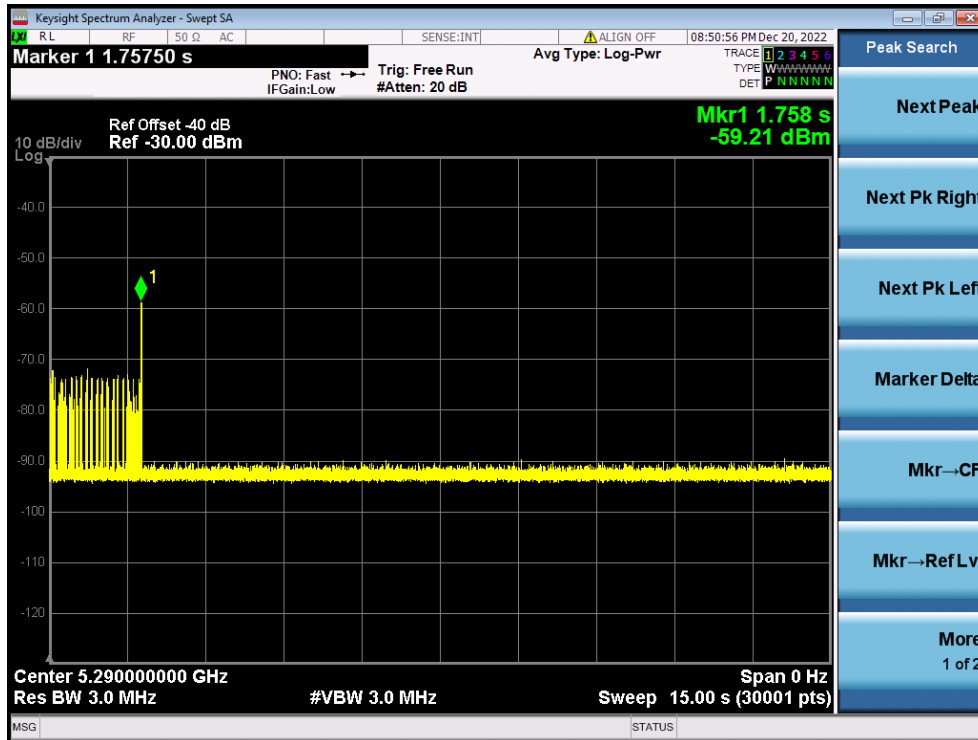 Keysight Spectrum Analyzer - Swept SA
LXI RL RF 50 Ω AC SENSE:INT ALIGN OFF 08:50:56 PM Dec 20, 2022
Marker 1 1.75750 s
PNO: Fast
IFGain:Low
Trig: Free Run
#Atten: 20 dB
Avg Type: Log-Pwr
TRACE 1 2 3 4 5 6
TYPE W W W W W W
DET P N N N N N
Mkr1 1.758 s
-59.21 dBm
10 dB/div
Log
Ref Offset -40 dB
Ref -30.00 dBm
-40.0
-50.0
1
-60.0
-70.0
-80.0
-90.0
-100
-110
-120
Center 5.290000000 GHz
Span 0 Hz
Res BW 3.0 MHz
#VBW 3.0 MHz
Sweep 15.00 s (30001 pts)
MSG
STATUS
Peak Search
Next Peak
Next Pk Right
Next Pk Left
Marker Delta
Mkr→CF
Mkr→Ref Lv
More
1 of 2